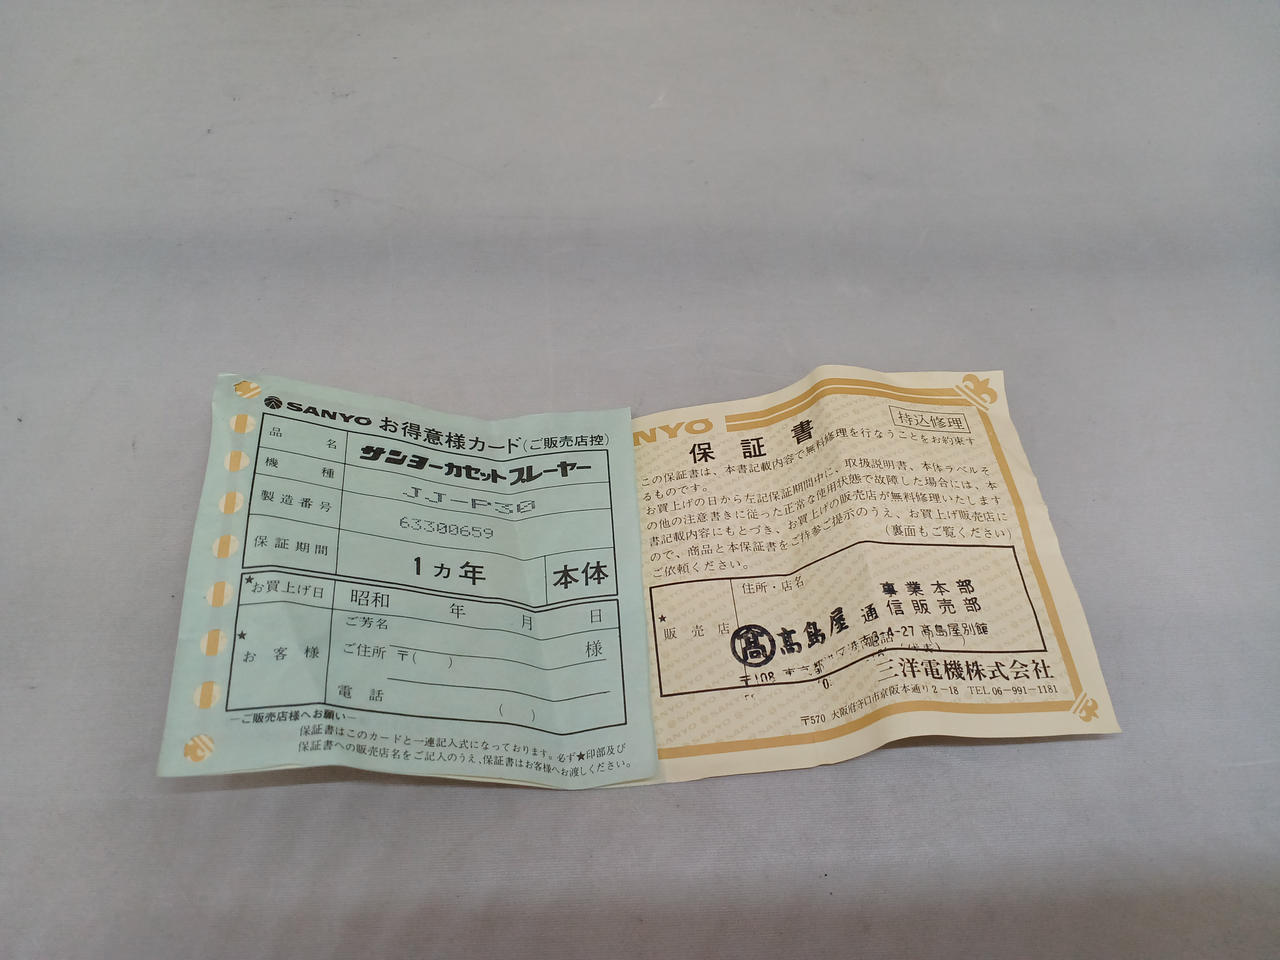 SANYO お得意様カード(ご販売店控)
品名 サンヨーカセットプレーヤー
機種 JJ-P30
製造番号 63300659
保証期間 1ヵ年 本体
★お買上げ日 昭和 年 月 日
★お客様
ご芳名 様
ご住所 〒( )
電話 ( )
―ご販売店様へお願い―
保証書はこのカードと一連記入式になっております。必ず★印部及び
保証書への販売店名をご記入のうえ、保証書はお客様へお渡しください。
NYO
持込修理
保証書
この保証書は、本書記載内容で無料修理を行なうことをお約束す
るものです。
お買上げの日から左記保証期間中に、取扱説明書、本体ラベルそ
の他の注意書きに従った正常な使用状態で故障した場合には、本
書記載内容にもとづき、お買上げの販売店が無料修理いたします
ので、商品と本保証書をご持参ご提示のうえ、お買上げ販売店に
ご依頼ください。 (裏面もご覧ください)
★販売店
住所・店名
事業本部
髙 高島屋 通信販売部
4-27 高島屋別館
〒108
電話 (代表)
三洋電機株式会社
〒570 大阪府守口市京阪本通り2-18 TEL.06-991-1181